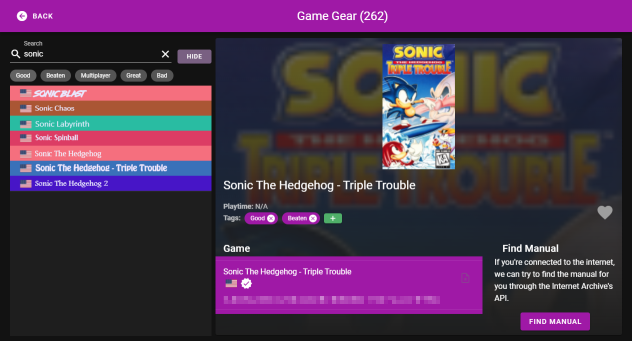 BACK
Game Gear (262)
Search
sonic
HIDE
Good
Beaten
Multiplayer
Great
Bad
SONIC BLAST
Sonic Chaos
Sonic Labyrinth
Sonic Spinball
Sonic The Hedgehog
Sonic The Hedgehog - Triple Trouble
Sonic The Hedgehog 2
SONIC
THE HEDGEHOG
TRIPLE TROUBLE
Sonic The Hedgehog - Triple Trouble
Playtime: N/A
Tags: Good Beaten +
Game
Sonic The Hedgehog - Triple Trouble
Find Manual
If you're connected to the internet,
we can try to find the manual for
you through the Internet Archive's
API.
FIND MANUAL